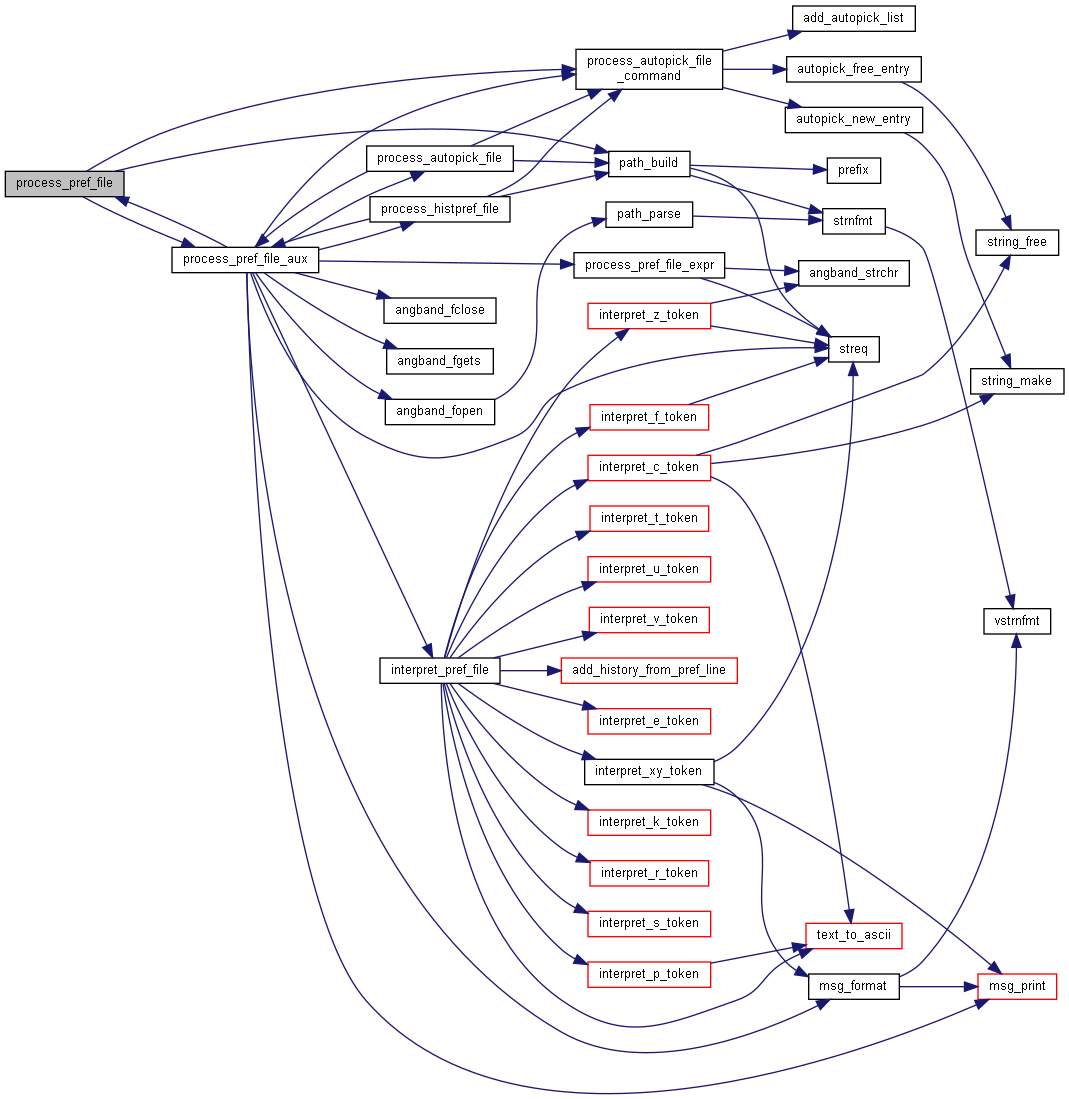 add_autopick_list
process_autopick_file
_command
autopick_free_entry
autopick_new_entry
process_autopick_file
path_build
prefix
process_pref_file
process_histpref_file
path_parse
strnfmt
string_free
process_pref_file_aux
process_pref_file_expr
angband_strchr
angband_fclose
interpret_z_token
streq
angband_fgets
string_make
angband_fopen
interpret_f_token
interpret_c_token
interpret_t_token
interpret_u_token
interpret_v_token
vstrnfmt
interpret_pref_file
add_history_from_pref_line
interpret_e_token
interpret_xy_token
interpret_k_token
interpret_r_token
interpret_s_token
text_to_ascii
interpret_p_token
msg_format
msg_print